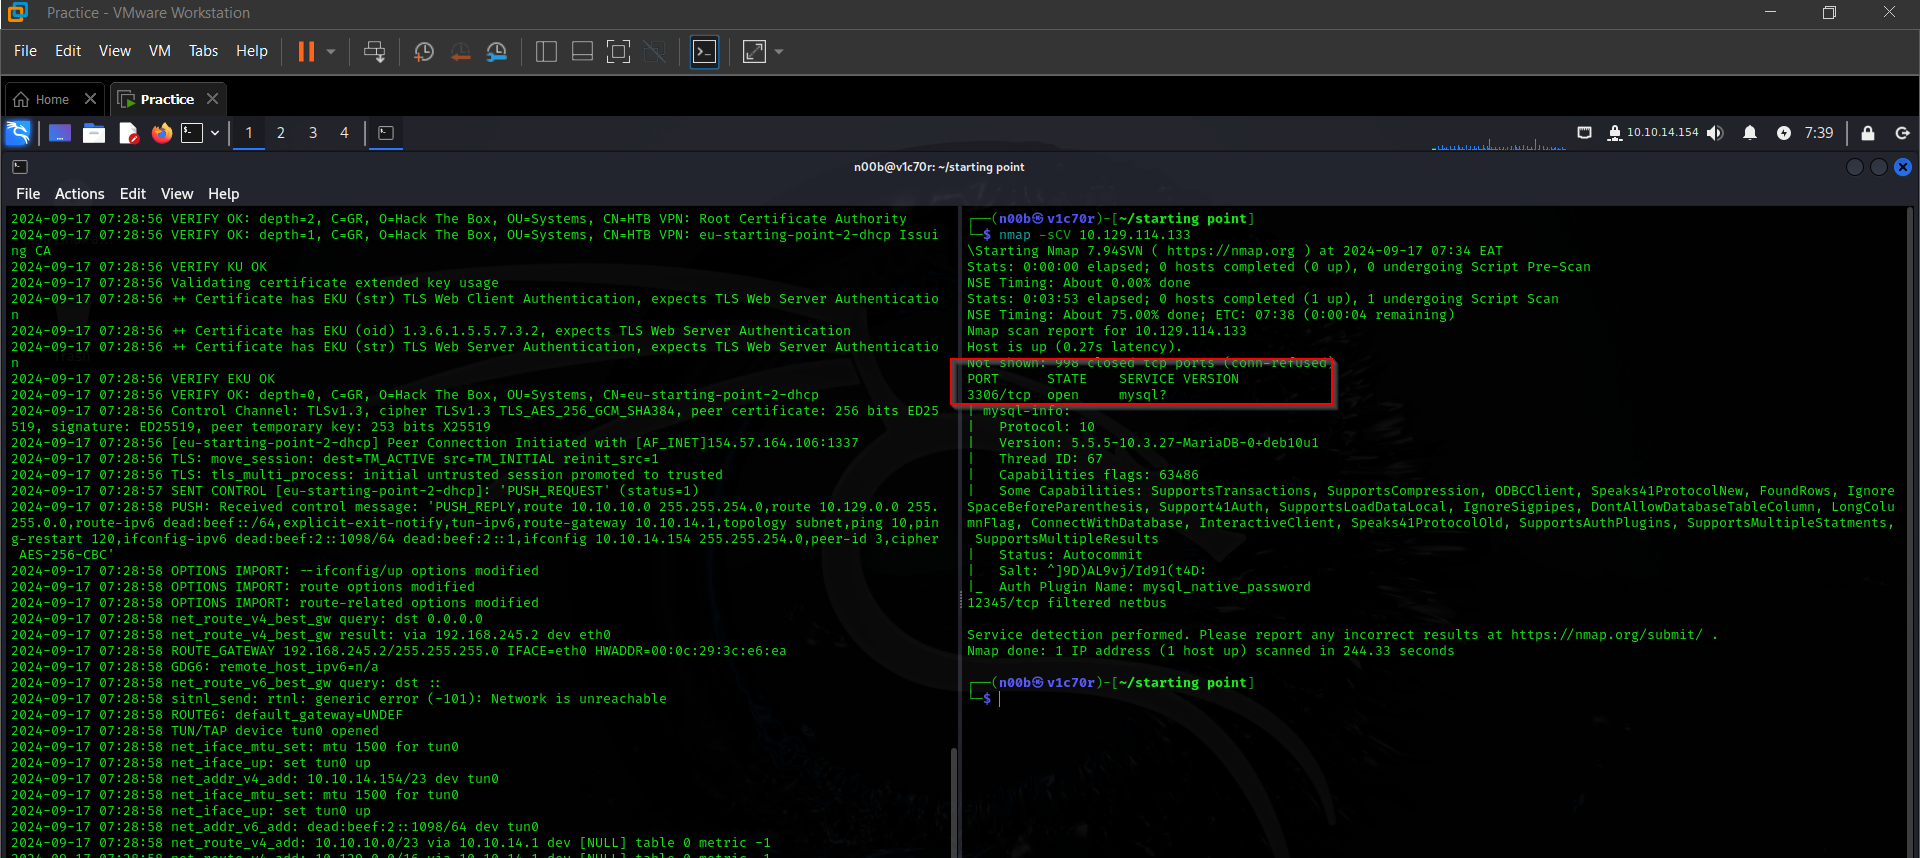 Practice - VMware Workstation
File Edit View VM Tabs Help
Home Practice
1 2 3 4 10.10.14.154 7:39
n00b@v1c70r: ~/starting point
File Actions Edit View Help
2024-09-17 07:28:56 VERIFY OK: depth=2, C=GR, O=Hack The Box, OU=Systems, CN=HTB VPN: Root Certificate Authority
2024-09-17 07:28:56 VERIFY OK: depth=1, C=GR, O=Hack The Box, OU=Systems, CN=HTB VPN: eu-starting-point-2-dhcp Issui
ng CA
2024-09-17 07:28:56 VERIFY KU OK
2024-09-17 07:28:56 Validating certificate extended key usage
2024-09-17 07:28:56 ++ Certificate has EKU (str) TLS Web Client Authentication, expects TLS Web Server Authenticatio
n
2024-09-17 07:28:56 ++ Certificate has EKU (oid) 1.3.6.1.5.5.7.3.2, expects TLS Web Server Authentication
2024-09-17 07:28:56 ++ Certificate has EKU (str) TLS Web Server Authentication, expects TLS Web Server Authenticatio
n
2024-09-17 07:28:56 VERIFY EKU OK
2024-09-17 07:28:56 VERIFY OK: depth=0, C=GR, O=Hack The Box, OU=Systems, CN=eu-starting-point-2-dhcp
2024-09-17 07:28:56 Control Channel: TLSv1.3, cipher TLSv1.3 TLS_AES_256_GCM_SHA384, peer certificate: 256 bits ED25
519, signature: ED25519, peer temporary key: 253 bits X25519
2024-09-17 07:28:56 [eu-starting-point-2-dhcp] Peer Connection Initiated with [AF_INET]154.57.164.106:1337
2024-09-17 07:28:56 TLS: move_session: dest=TM_ACTIVE src=TM_INITIAL reinit_src=1
2024-09-17 07:28:56 TLS: tls_multi_process: initial untrusted session promoted to trusted
2024-09-17 07:28:57 SENT CONTROL [eu-starting-point-2-dhcp]: 'PUSH_REQUEST' (status=1)
2024-09-17 07:28:58 PUSH: Received control message: 'PUSH_REPLY,route 10.10.10.0 255.255.254.0,route 10.129.0.0 255.
255.0.0,route-ipv6 dead:beef::/64,explicit-exit-notify,tun-ipv6,route-gateway 10.10.14.1,topology subnet,ping 10,pin
g-restart 120,ifconfig-ipv6 dead:beef:2::1098/64 dead:beef:2::1,ifconfig 10.10.14.154 255.255.254.0,peer-id 3,cipher
AES-256-CBC'
2024-09-17 07:28:58 OPTIONS IMPORT: --ifconfig/up options modified
2024-09-17 07:28:58 OPTIONS IMPORT: route options modified
2024-09-17 07:28:58 OPTIONS IMPORT: route-related options modified
2024-09-17 07:28:58 net_route_v4_best_gw query: dst 0.0.0.0
2024-09-17 07:28:58 net_route_v4_best_gw result: via 192.168.245.2 dev eth0
2024-09-17 07:28:58 ROUTE_GATEWAY 192.168.245.2/255.255.255.0 IFACE=eth0 HWADDR=00:0c:29:3c:e6:ea
2024-09-17 07:28:58 GDG6: remote_host_ipv6=n/a
2024-09-17 07:28:58 net_route_v6_best_gw query: dst ::
2024-09-17 07:28:58 sitnl_send: rtnl: generic error (-101): Network is unreachable
2024-09-17 07:28:58 ROUTE6: default_gateway=UNDEF
2024-09-17 07:28:58 TUN/TAP device tun0 opened
2024-09-17 07:28:58 net_iface_mtu_set: mtu 1500 for tun0
2024-09-17 07:28:58 net_iface_up: set tun0 up
2024-09-17 07:28:58 net_addr_v4_add: 10.10.14.154/23 dev tun0
2024-09-17 07:28:58 net_iface_mtu_set: mtu 1500 for tun0
2024-09-17 07:28:58 net_iface_up: set tun0 up
2024-09-17 07:28:58 net_addr_v6_add: dead:beef:2::1098/64 dev tun0
2024-09-17 07:28:58 net_route_v4_add: 10.10.10.0/23 via 10.10.14.1 dev [NULL] table 0 metric -1
2024-09-17 07:28:58 net_route_v4_add: 10.129.0.0/16 via 10.10.14.1 dev [NULL] table 0 metric -1
┌──(n00b㉿v1c70r)-[~/starting point]
└─$ nmap -sCV 10.129.114.133
\Starting Nmap 7.94SVN ( https://nmap.org ) at 2024-09-17 07:34 EAT
Stats: 0:00:00 elapsed; 0 hosts completed (0 up), 0 undergoing Script Pre-Scan
NSE Timing: About 0.00% done
Stats: 0:03:53 elapsed; 0 hosts completed (1 up), 1 undergoing Script Scan
NSE Timing: About 75.00% done; ETC: 07:38 (0:00:04 remaining)
Nmap scan report for 10.129.114.133
Host is up (0.27s latency).
Not shown: 998 closed tcp ports (conn-refused)
PORT STATE SERVICE VERSION
3306/tcp open mysql?
| mysql-info:
| Protocol: 10
| Version: 5.5.5-10.3.27-MariaDB-0+deb10u1
| Thread ID: 67
| Capabilities flags: 63486
| Some Capabilities: SupportsTransactions, SupportsCompression, ODBCClient, Speaks41ProtocolNew, FoundRows, Ignore
SpaceBeforeParenthesis, Support41Auth, SupportsLoadDataLocal, IgnoreSigpipes, DontAllowDatabaseTableColumn, LongColu
mnFlag, ConnectWithDatabase, InteractiveClient, Speaks41ProtocolOld, SupportsAuthPlugins, SupportsMultipleStatments,
SupportsMultipleResults
| Status: Autocommit
| Salt: ^]9D)AL9vj/Id91(t4D:
|_ Auth Plugin Name: mysql_native_password
12345/tcp filtered netbus
Service detection performed. Please report any incorrect results at https://nmap.org/submit/ .
Nmap done: 1 IP address (1 host up) scanned in 244.33 seconds
┌──(n00b㉿v1c70r)-[~/starting point]
└─$